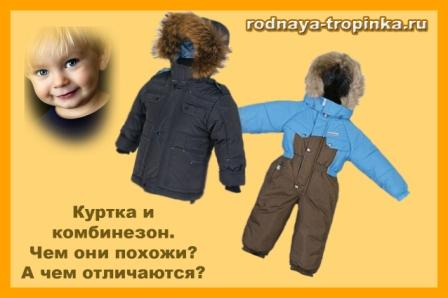 rodnaya-tropinka.ru
Куртка и
комбинезон.
Чем они похожи?
А чем отличаются?